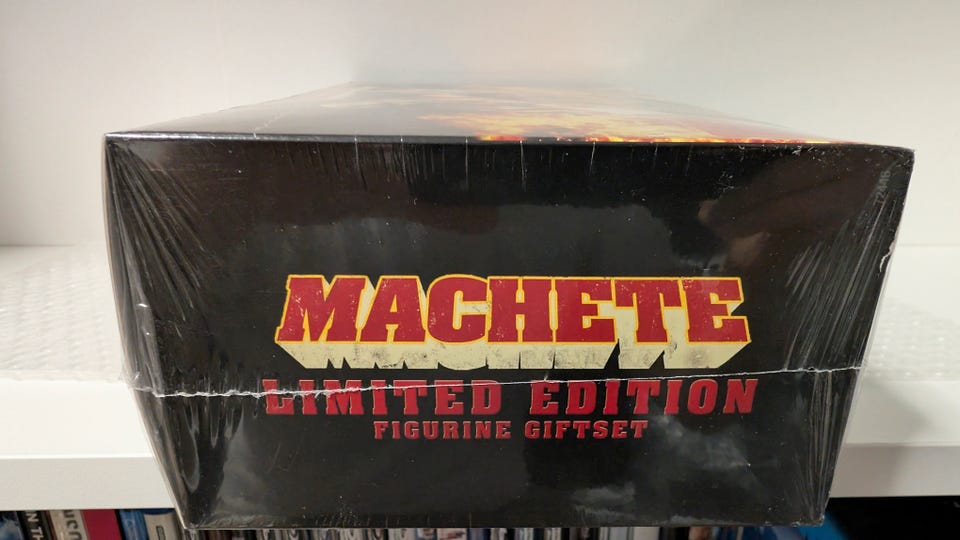 MACHETE
LIMITED EDITION
FIGURINE GIFTSET